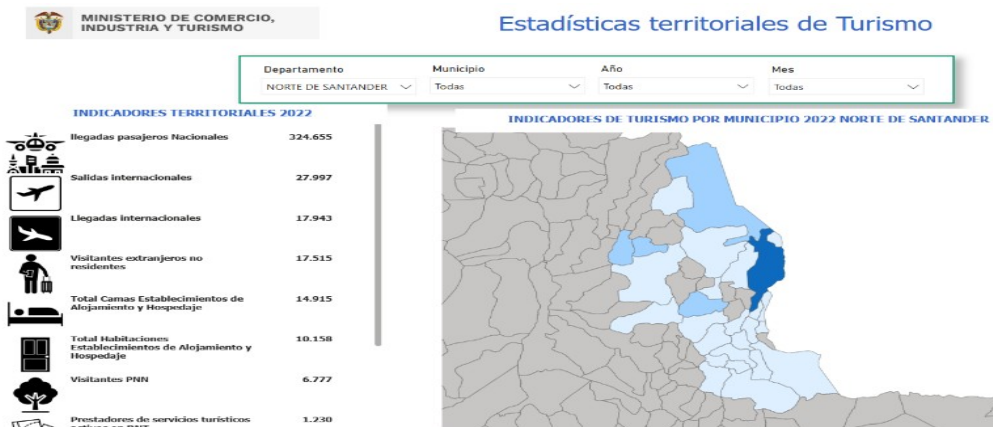 MINISTERIO DE COMERCIO,
INDUSTRIA Y TURISMO
Estadísticas territoriales de Turismo
Departamento
Municipio
Año
Mes
NORTE DE SANTANDER
Todas
Todas
Todas
INDICADORES TERRITORIALES 2022
INDICADORES DE TURISMO POR MUNICIPIO 2022 NORTE DE SANTANDER
llegadas pasajeros Nacionales 324.655
Salidas internacionales 27.997
Llegadas internacionales 17.943
Visitantes extranjeros no
residentes 17.515
Total Camas Establecimientos de
Alojamiento y Hospedaje 14.915
Total Habitaciones
Establecimientos de Alojamiento y
Hospedaje 10.158
Visitantes PNN 6.777
Prestadores de servicios turísticos 1.230